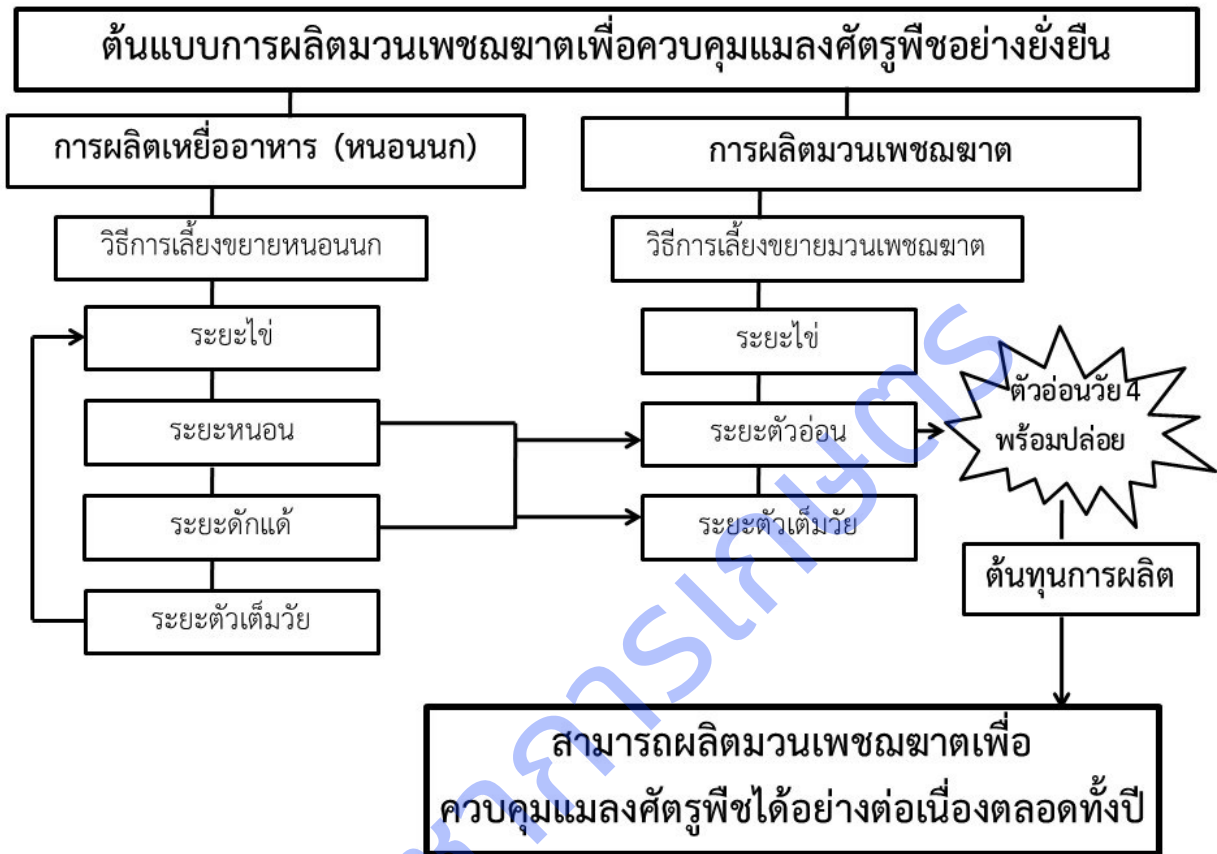 ต้นแบบการผลิตมวนเพชฌฆาตเพื่อควบคุมแมลงศัตรูพืชอย่างยั่งยืน
การผลิตเหยื่ออาหาร (หนอนนก)
วิธีการเลี้ยงขยายหนอนนก
ระยะไข่
ระยะหนอน
ระยะดักแด้
ระยะตัวเต็มวัย
การผลิตมวนเพชฌฆาต
วิธีการเลี้ยงขยายมวนเพชฌฆาต
ระยะไข่
ระยะตัวอ่อน
ระยะตัวเต็มวัย
ตัวอ่อนวัย 4
พร้อมปล่อย
ต้นทุนการผลิต
สามารถผลิตมวนเพชฌฆาตเพื่อ
ควบคุมแมลงศัตรูพืชได้อย่างต่อเนื่องตลอดทั้งปี
ชาการเกษตร